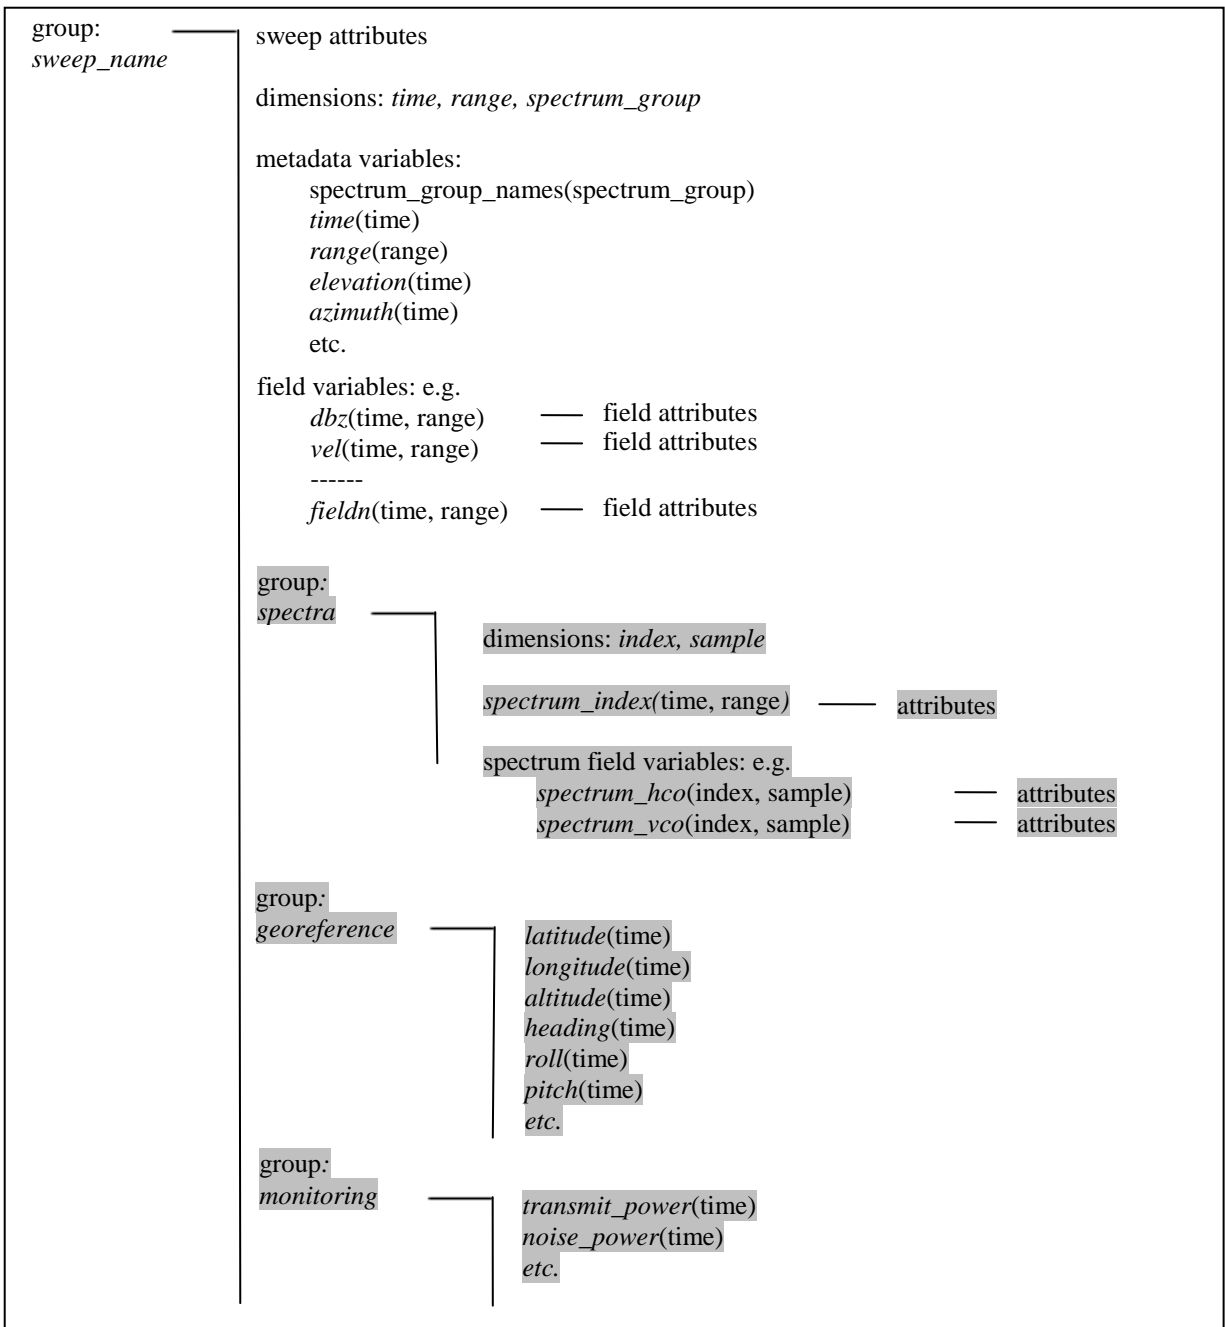 group:
sweep_name
sweep attributes
dimensions: time, range, spectrum_group
metadata variables:
spectrum_group_names(spectrum_group)
time(time)
range(range)
elevation(time)
azimuth(time)
etc.
field variables: e.g.
dbz(time, range) field attributes
vel(time, range) field attributes
------
fieldn(time, range) field attributes
group:
spectra
dimensions: index, sample
spectrum_index(time, range) attributes
spectrum field variables: e.g.
spectrum_hco(index, sample) attributes
spectrum_vco(index, sample) attributes
group:
georeference
latitude(time)
longitude(time)
altitude(time)
heading(time)
roll(time)
pitch(time)
etc.
group:
monitoring
transmit_power(time)
noise_power(time)
etc.